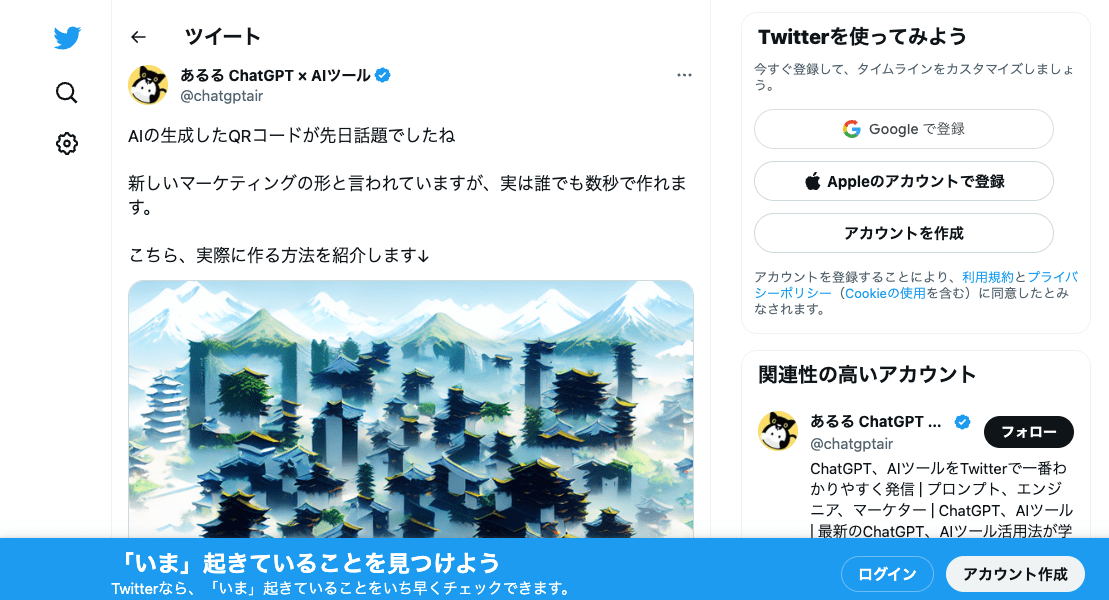 ツイート
あるる ChatGPT × AIツール
@chatgptair
AIの生成したQRコードが先日話題でしたね
新しいマーケティングの形と言われていますが、実は誰でも数秒で作れま
す。
こちら、実際に作る方法を紹介します↓
Twitterを使ってみよう
今すぐ登録して、タイムラインをカスタマイズしましょ
う。
Google で登録
Appleのアカウントで登録
アカウントを作成
アカウントを登録することにより、利用規約とプライバ
シーポリシー（Cookieの使用を含む）に同意したとみ
なされます。
関連性の高いアカウント
あるる ChatGPT ...
@chatgptair
フォロー
ChatGPT、AIツールをTwitterで一番わ
かりやすく発信 | プロンプト、エンジ
ニア、マーケター | ChatGPT、AIツール
| 最新のChatGPT、AIツール活用法が学
「いま」起きていることを見つけよう
Twitterなら、「いま」起きていることをいち早くチェックできます。
ログイン
アカウント作成